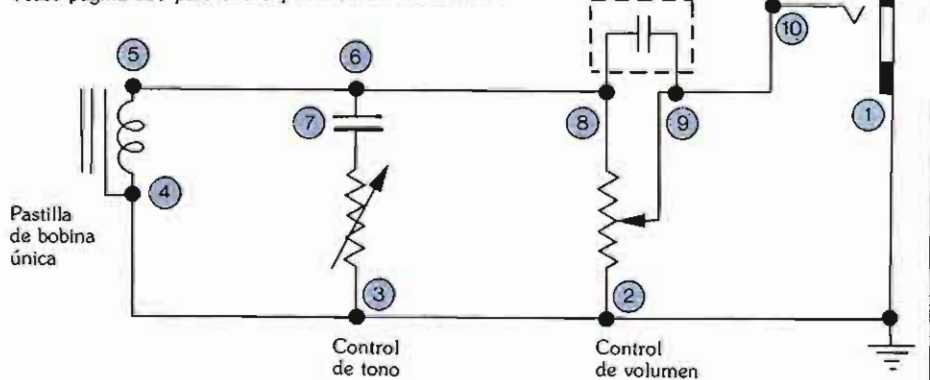 10
5
6
7
8
9
1
4
Pastilla
de bobina
única
3
2
Control
de tono
Control
de volumen